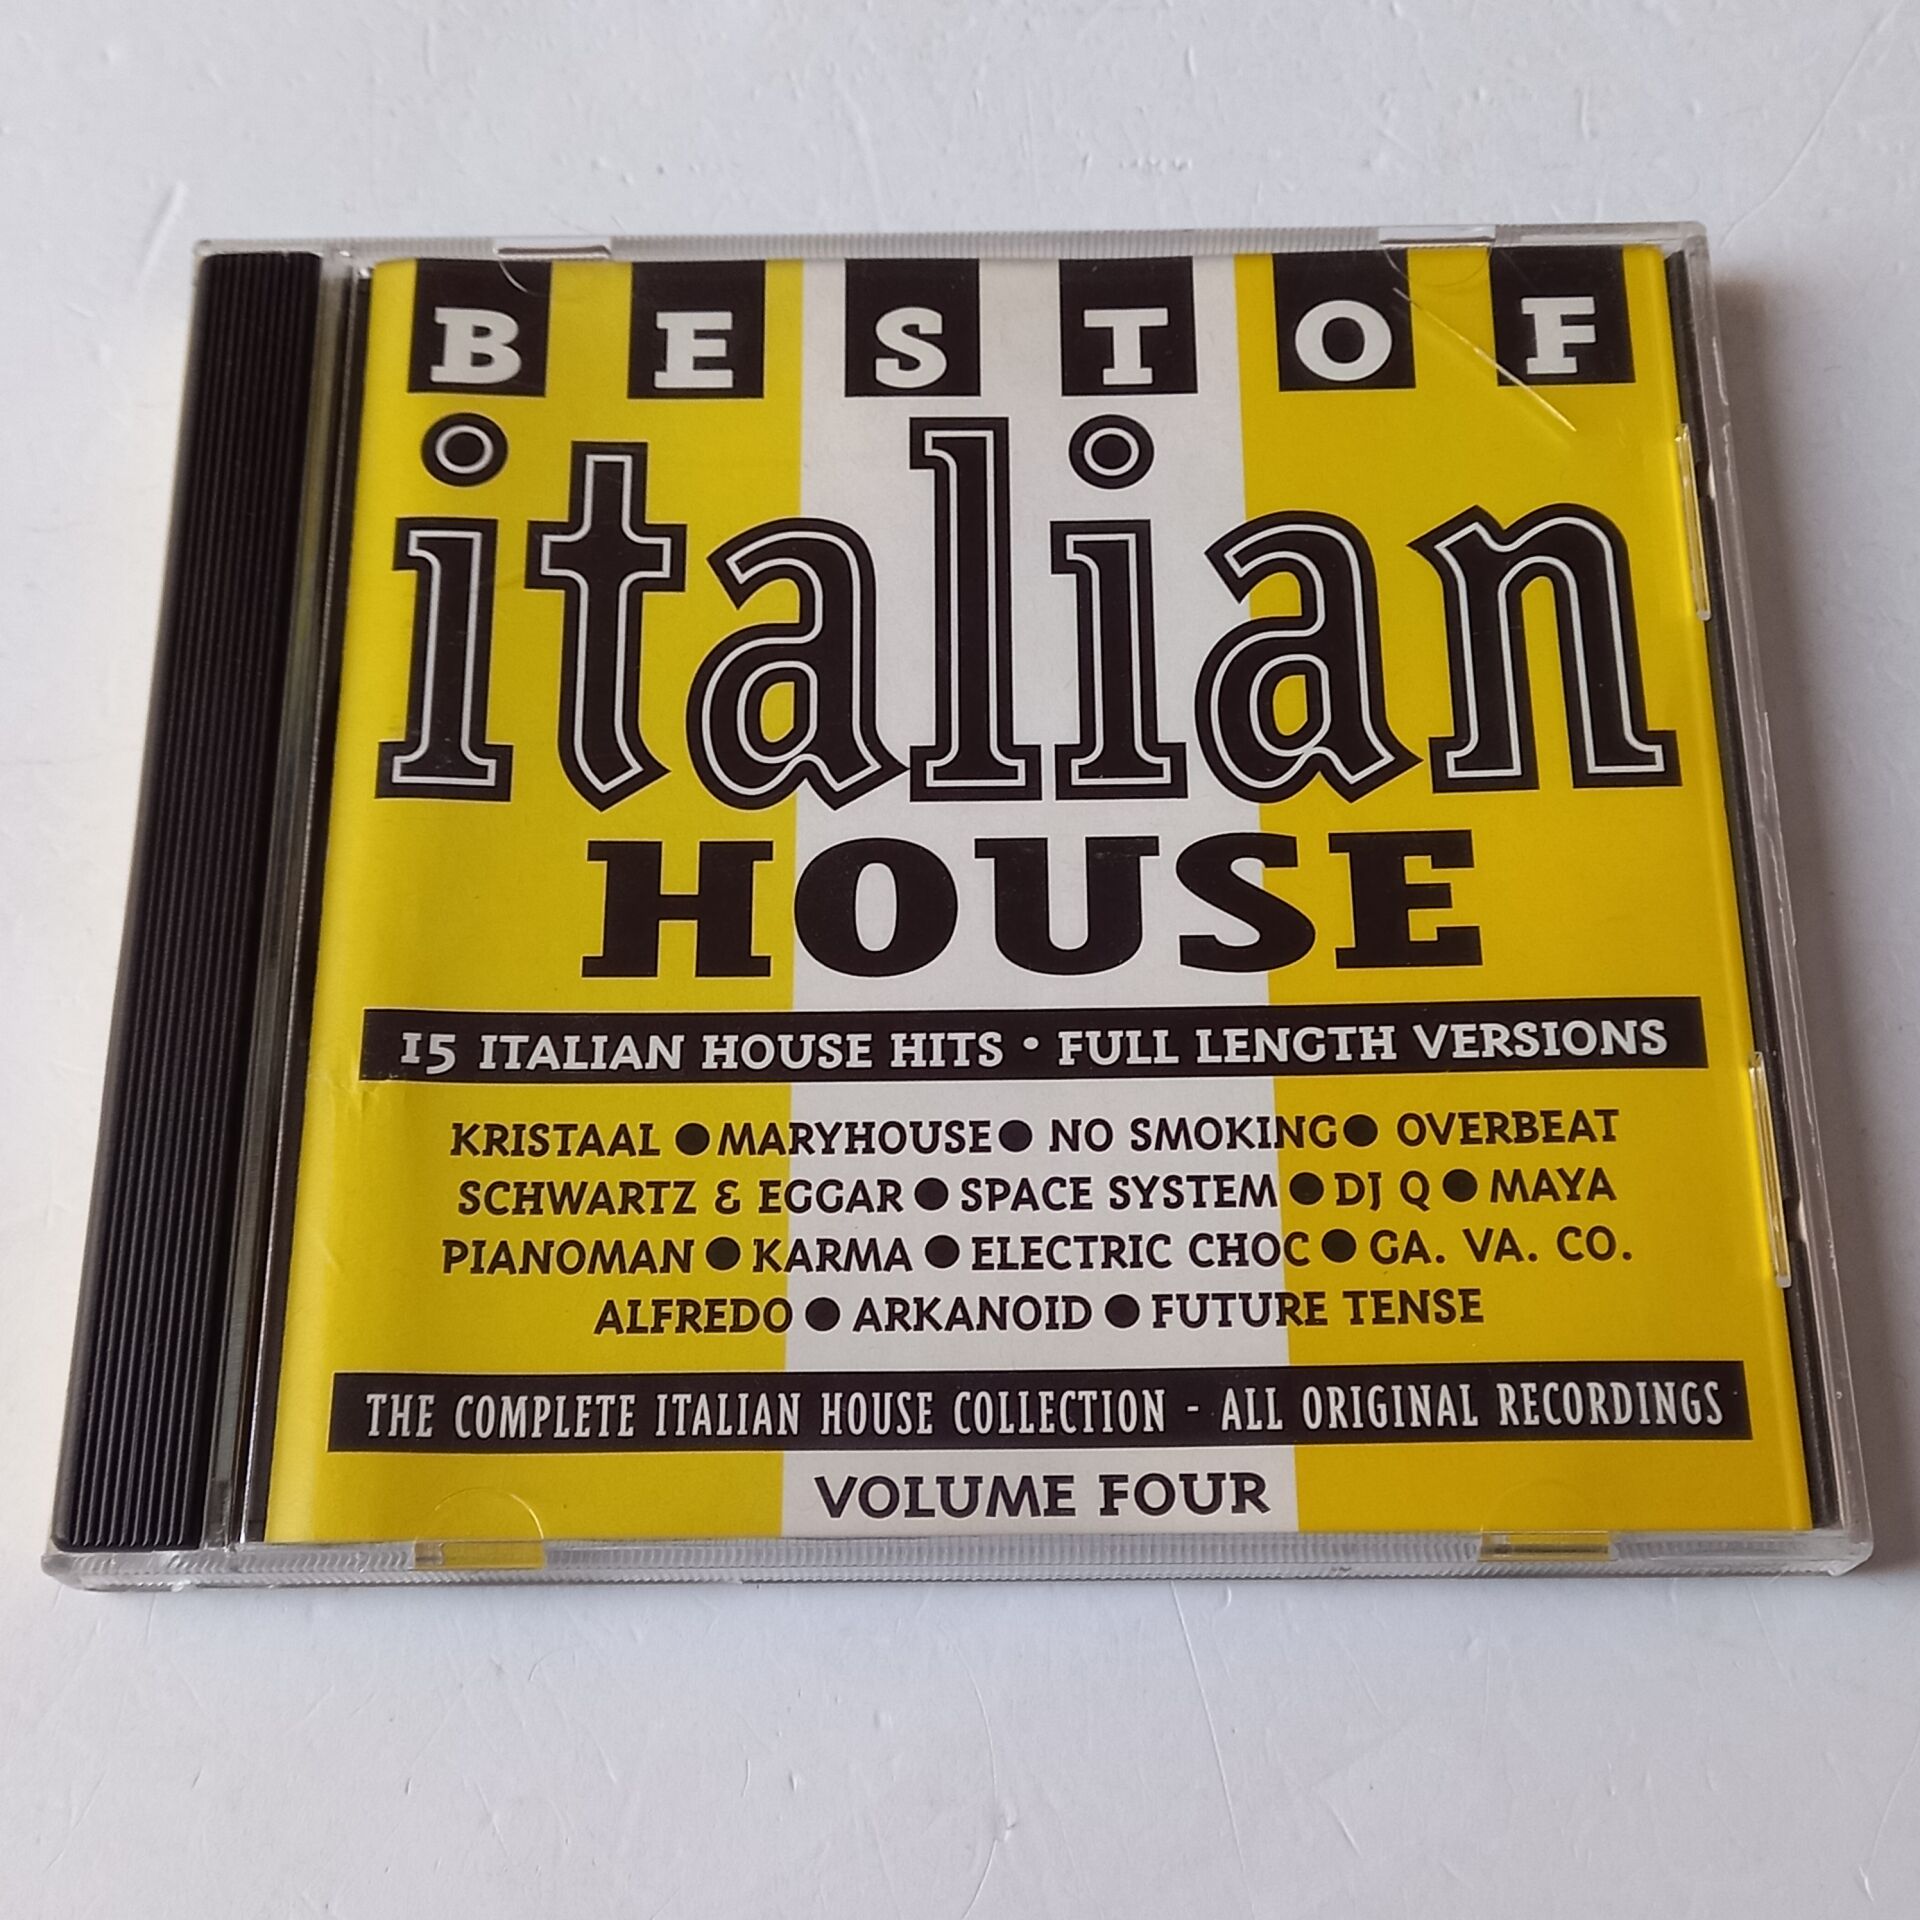 BEST OF
italian
HOUSE
15 ITALIAN HOUSE HITS • FULL LENGTH VERSIONS
KRISTAAL ● MARYHOUSE ● NO SMOKING ● OVERBEAT
SCHWARTZ & EGGAR ● SPACE SYSTEM ● DJ Q ● MAYA
PIANOMAN ● KARMA ● ELECTRIC CHOC ● GA. VA. CO.
ALFREDO ● ARKANOID ● FUTURE TENSE
THE COMPLETE ITALIAN HOUSE COLLECTION - ALL ORIGINAL RECORDINGS
VOLUME FOUR